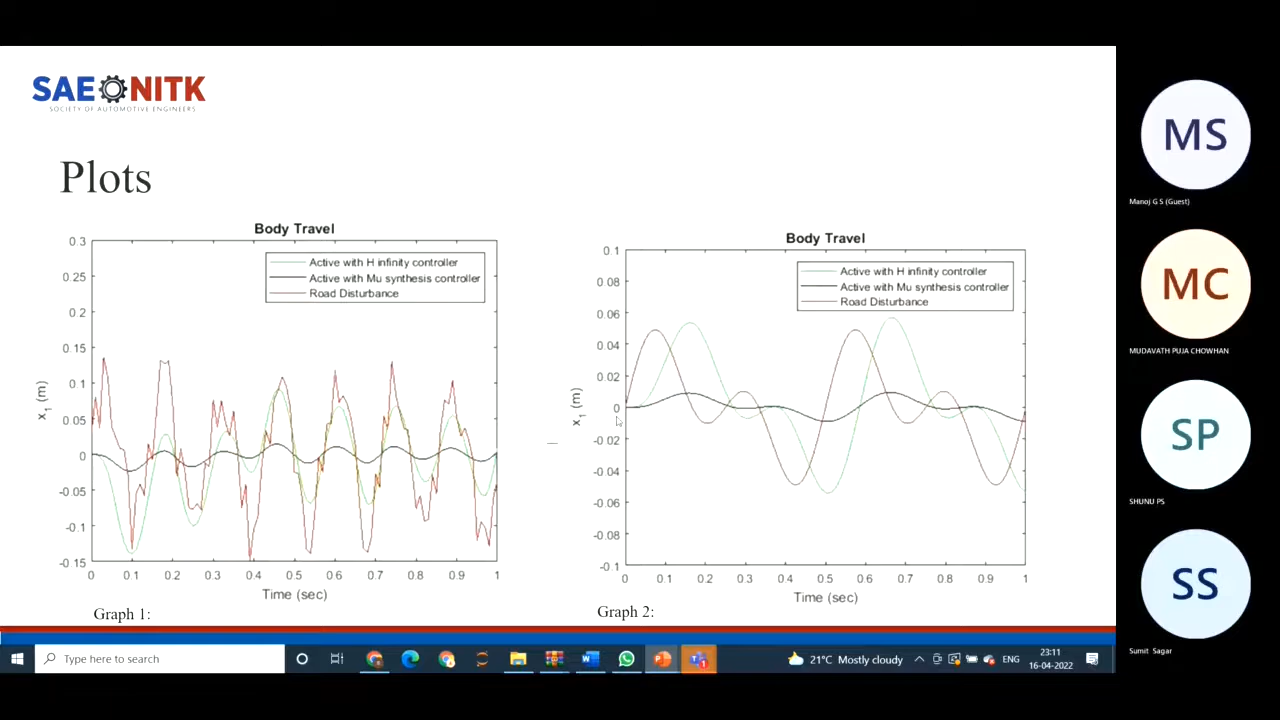 SAE NITK
SOCIETY OF AUTOMOTIVE ENGINEERS
Plots
Body Travel
0.3
0.25
0.2
0.15
0.1
0.05
0
-0.05
-0.1
-0.15
x1 (m)
Active with H infinity controller
Active with Mu synthesis controller
Road Disturbance
0 0.1 0.2 0.3 0.4 0.5 0.6 0.7 0.8 0.9 1
Time (sec)
Graph 1:
Body Travel
0.1
0.08
0.06
0.04
0.02
0
-0.02
-0.04
-0.06
-0.08
-0.1
x1 (m)
Active with H infinity controller
Active with Mu synthesis controller
Road Disturbance
0 0.1 0.2 0.3 0.4 0.5 0.6 0.7 0.8 0.9 1
Time (sec)
Graph 2:
MS
Manoj G S (Guest)
MC
MUDAVATH PUJA CHOWHAN
SP
SHUNU PS
SS
Sumit Sagar
Type here to search
21°C Mostly cloudy
ENG
23:11
16-04-2022